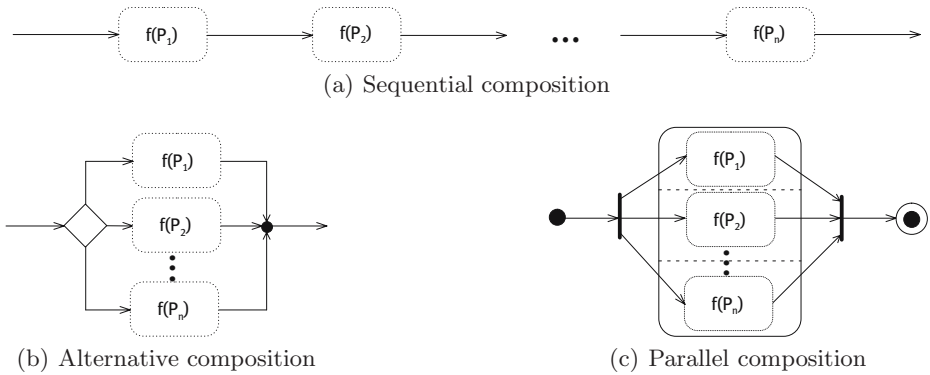 f(P₁) f(P₂) ••• f(Pₙ)
(a) Sequential composition
f(P₁)
f(P₂)
f(Pₙ)
(b) Alternative composition
f(P₁)
f(P₂)
f(Pₙ)
(c) Parallel composition